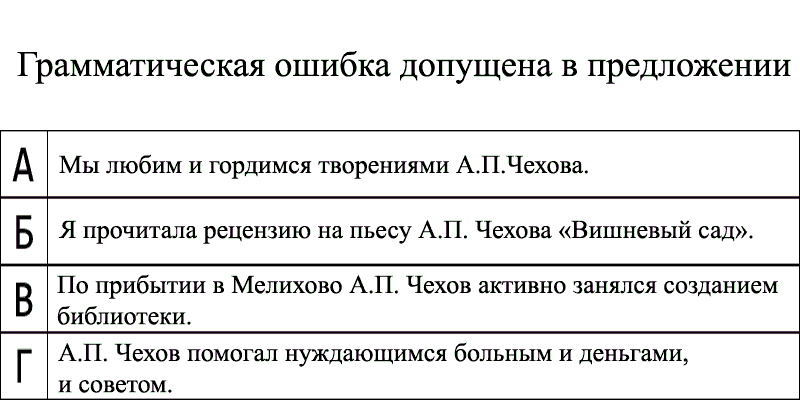 Грамматическая ошибка допущена в предложении
А Мы любим и гордимся творениями А.П.Чехова.
Б Я прочитала рецензию на пьесу А.П. Чехова «Вишневый сад».
В По прибытии в Мелихово А.П. Чехов активно занялся созданием
библиотеки.
Г А.П. Чехов помогал нуждающимся больным и деньгами,
и советом.